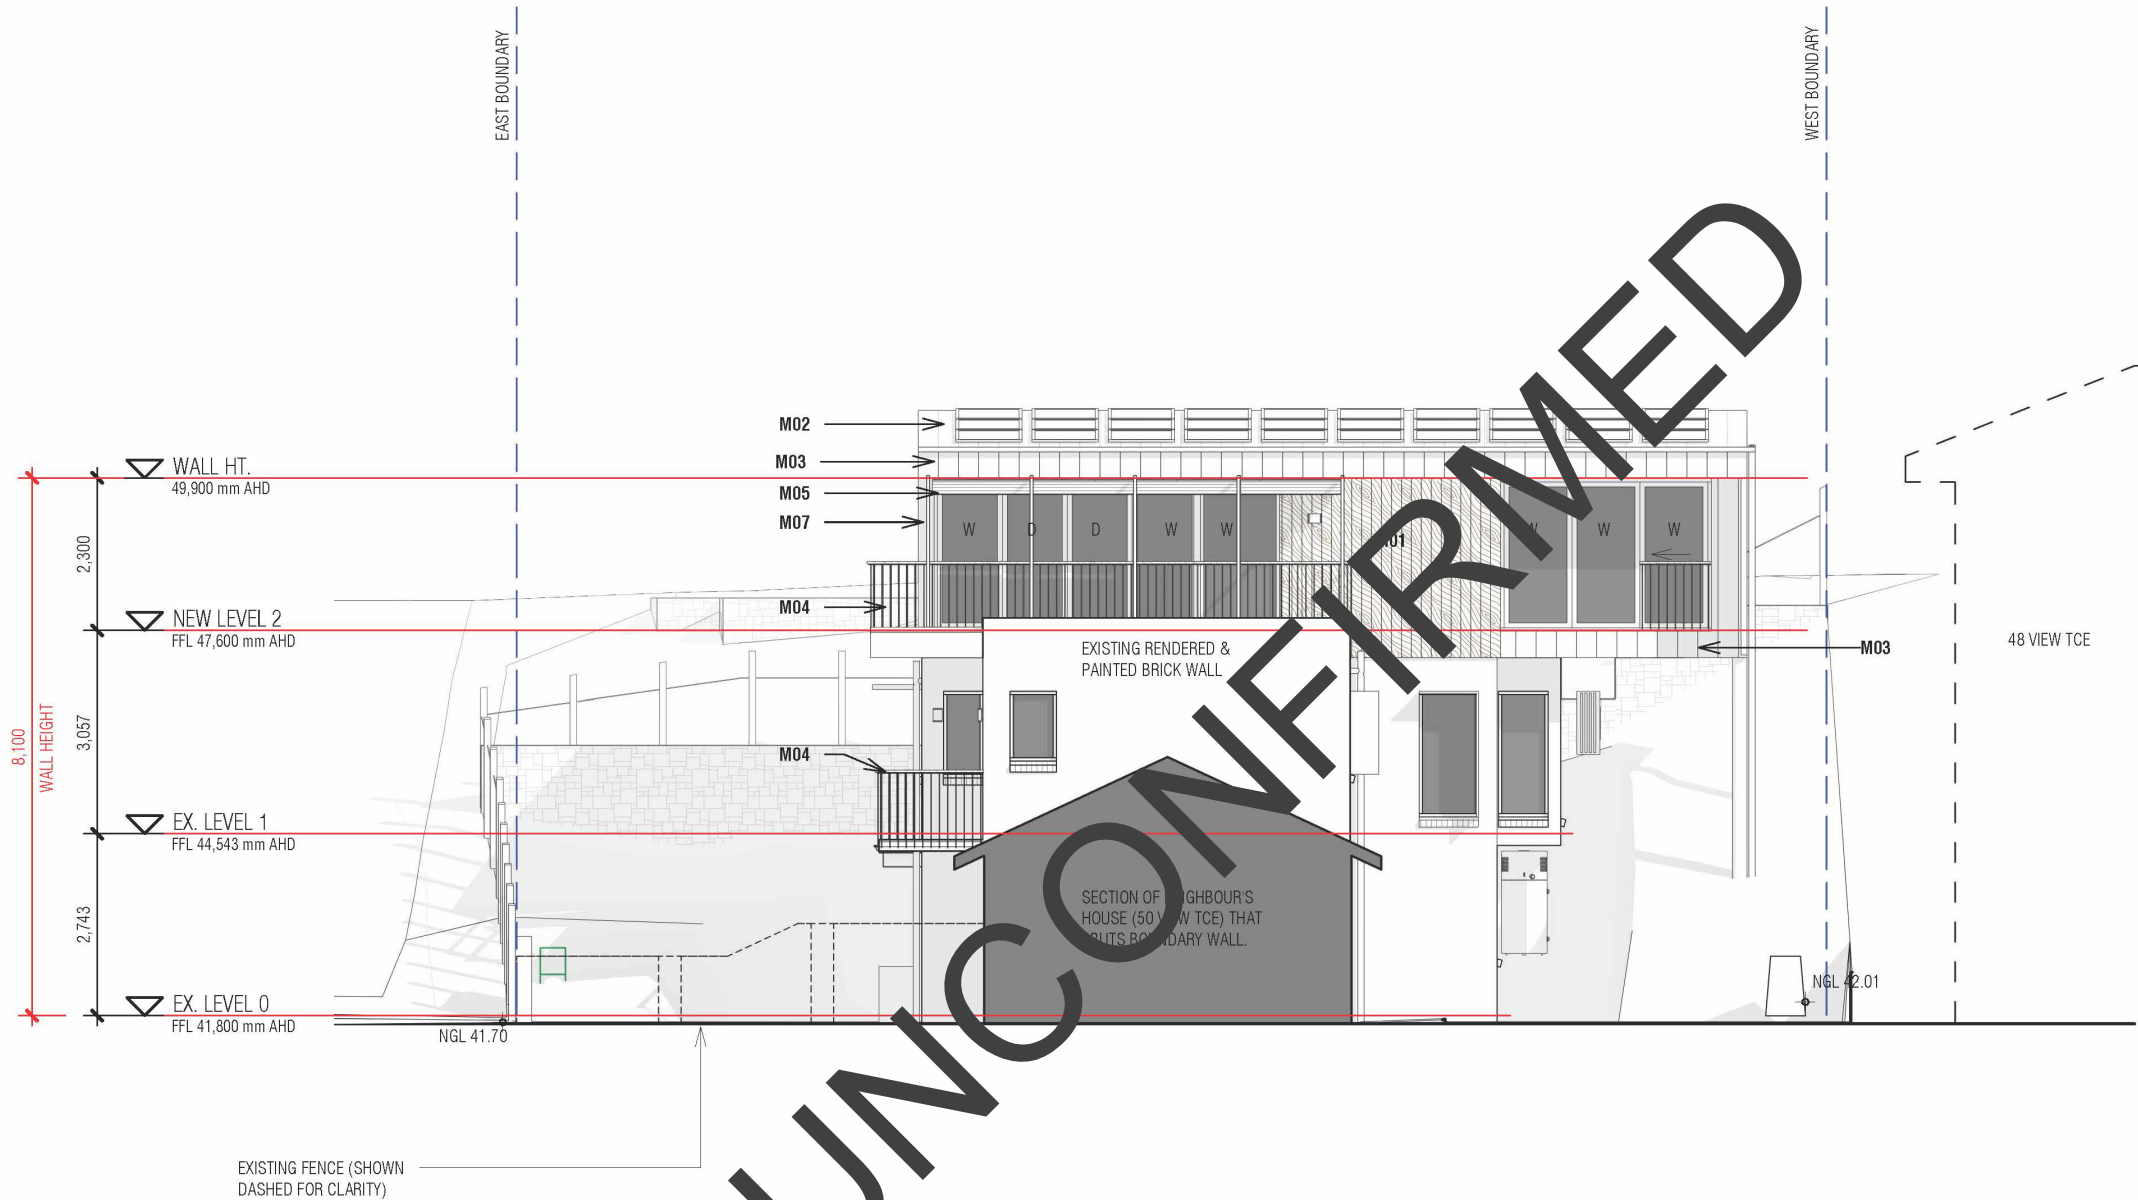 EAST BOUNDARY
WEST BOUNDARY
M02
M03
WALL HT.
49,900 mm AHD
M05
M07
W
D
D
W
W
W
W
2,300
M04
NEW LEVEL 2
FFL 47,600 mm AHD
EXISTING RENDERED &
PAINTED BRICK WALL
M03
48 VIEW TCE
8,100
WALL HEIGHT
3,057
M04
EX. LEVEL 1
FFL 44,543 mm AHD
2,743
SECTION OF
HOUSE (50 TCE) THAT
WALL.
EX. LEVEL 0
FFL 41,800 mm AHD
NGL 41.70
NGL 42.01
EXISTING FENCE (SHOWN
DASHED FOR CLARITY)
UNCONFIRMED